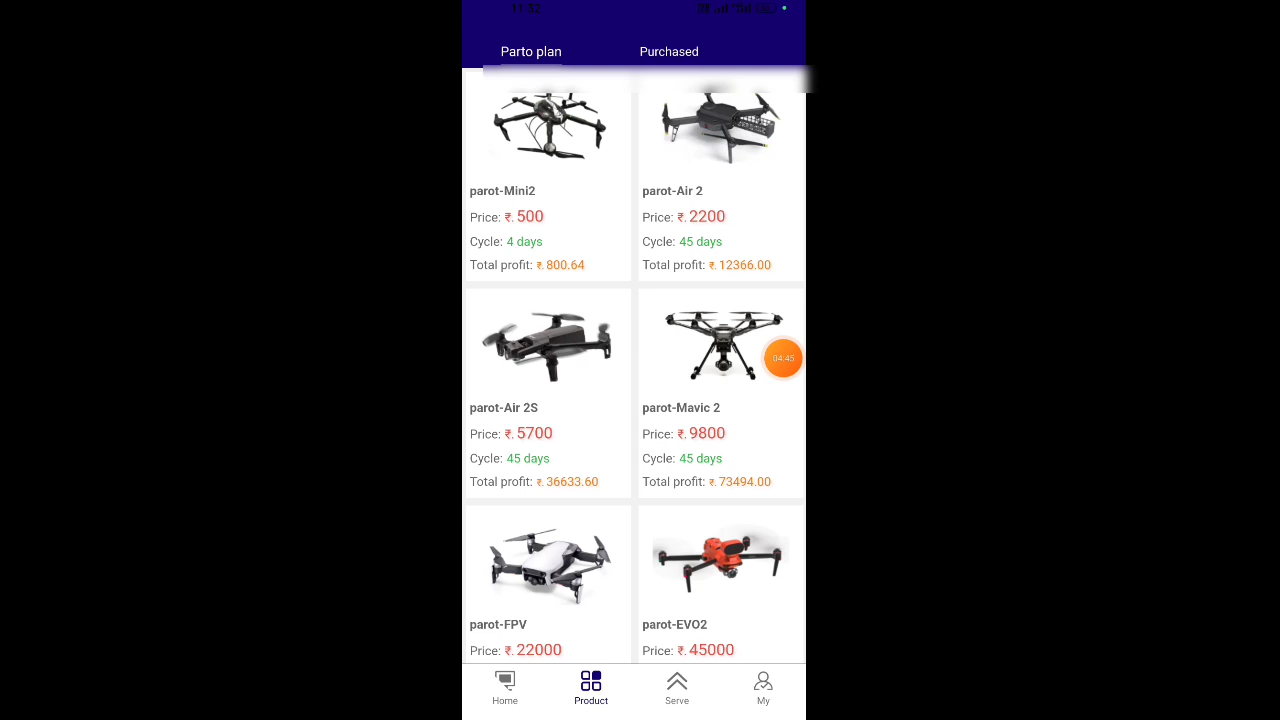 11:32
Parto plan
Purchased
parot-Mini2
Price: ₹. 500
Cycle: 4 days
Total profit: ₹. 800.64
parot-Air 2
Price: ₹. 2200
Cycle: 45 days
Total profit: ₹. 12366.00
parot-Air 2S
Price: ₹. 5700
Cycle: 45 days
Total profit: ₹. 36633.60
parot-Mavic 2
Price: ₹. 9800
Cycle: 45 days
Total profit: ₹. 73494.00
04:45
parot-FPV
Price: ₹. 22000
parot-EVO2
Price: ₹. 45000
Home
Product
Serve
My